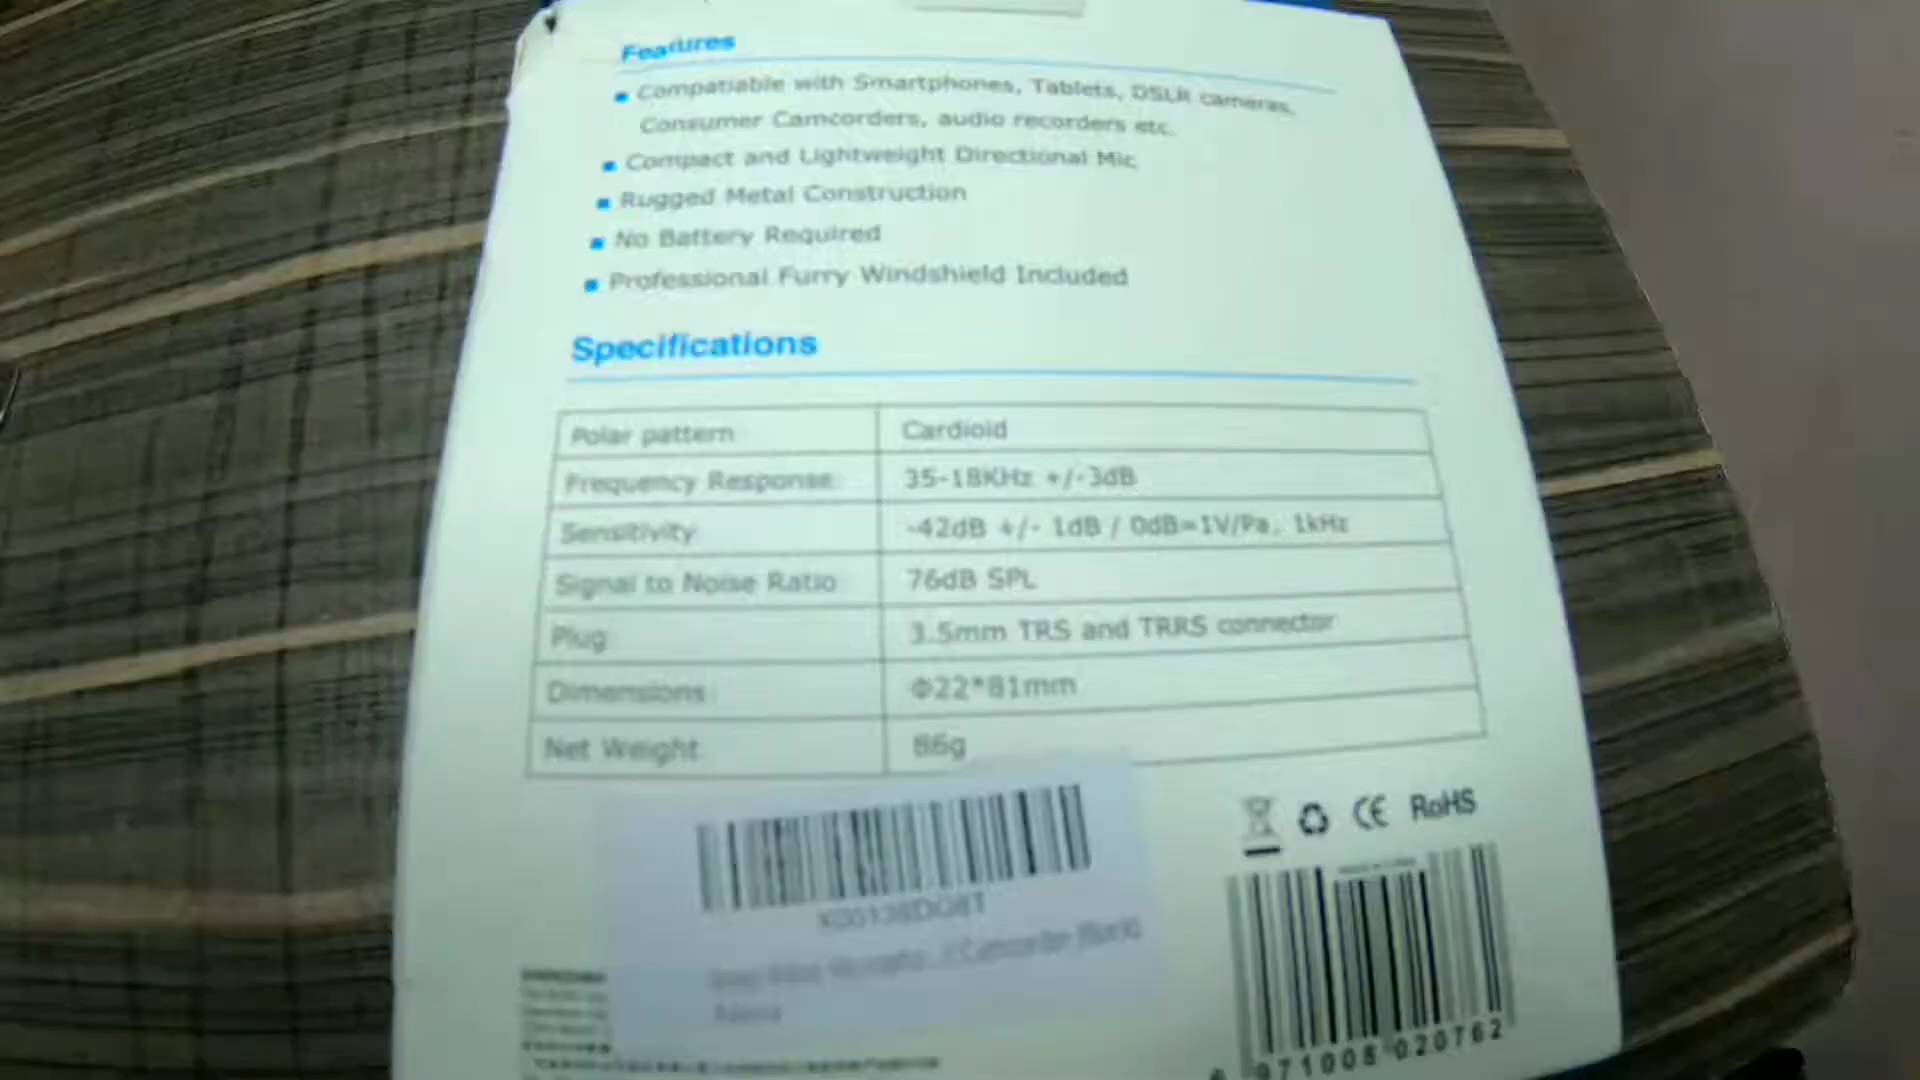 Features
Compatiable with Smartphones, Tablets, DSLR cameras,
Consumer Camcorders, audio recorders etc.
Compact and Lightweight Directional Mic
Rugged Metal Construction
No Battery Required
Professional Furry Windshield Included
Specifications
Polar pattern Cardioid
Frequency Response: 35-18KHz +/-3dB
Sensitivity -42dB +/- 1dB / 0dB=1V/Pa, 1kHz
Signal to Noise Ratio 76dB SPL
Plug 3.5mm TRS and TRRS connector
Dimensions: Φ22*81mm
Net Weight 86g
CE RoHS
6 971008 020762